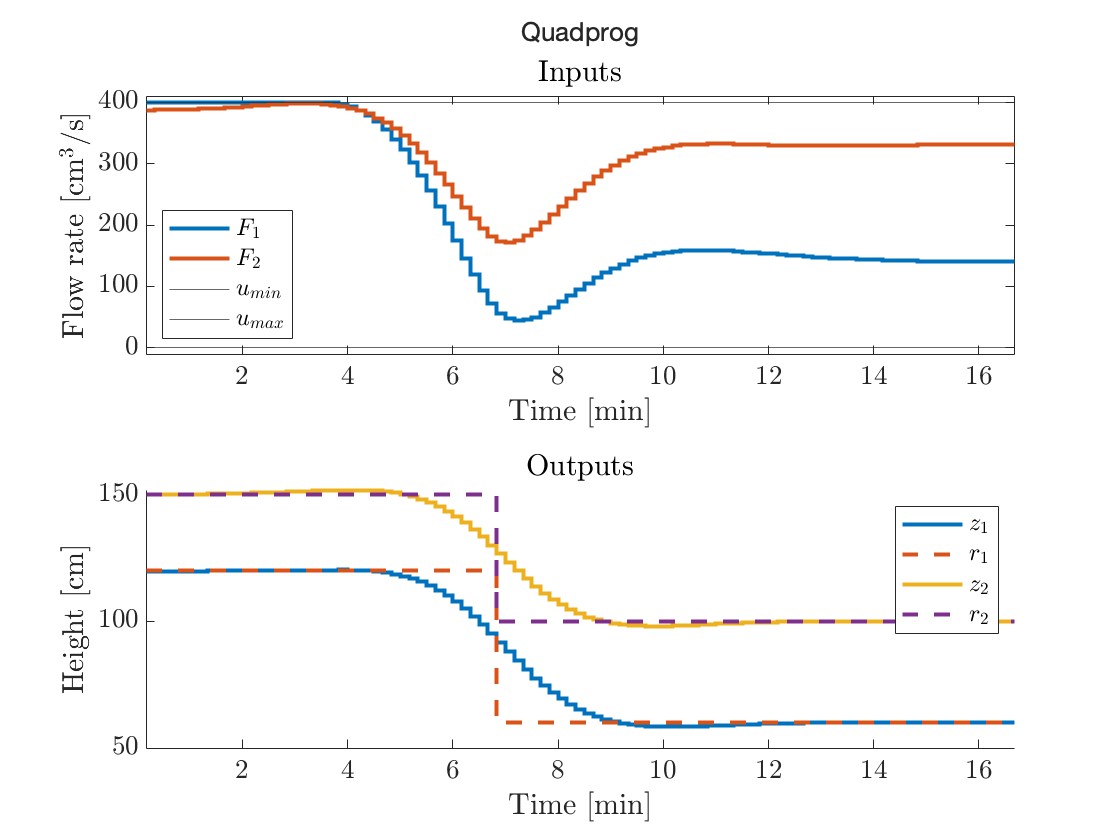 Quadprog
Inputs
Flow rate [cm³/s]
400
300
200
100
0
F₁
F₂
uₘᵢₙ
uₘₐₓ
2 4 6 8 10 12 14 16
Time [min]
Outputs
Height [cm]
150
100
50
z₁
r₁
z₂
r₂
2 4 6 8 10 12 14 16
Time [min]